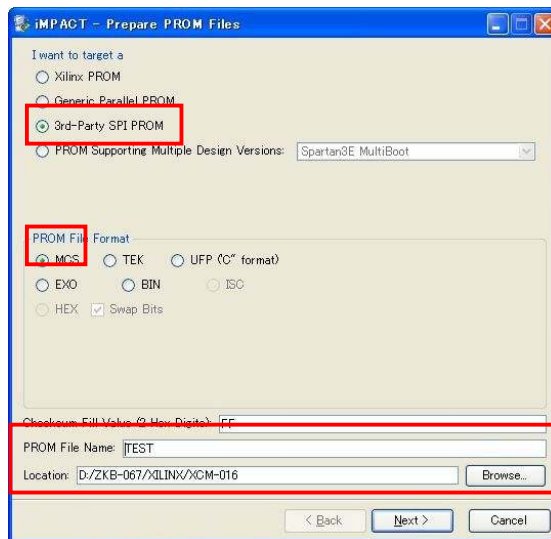 iMPACT - Prepare PROM Files
I want to target a
Xilinx PROM
Generic Parallel PROM
3rd-Party SPI PROM
PROM Supporting Multiple Design Versions: Spartan3E MultiBoot
PROM File Format
MCS TEK UFP ("C" format)
EXO BIN ISC
HEX Swap Bits
Checksum Fill Value (2 Hex Digits): FF
PROM File Name: TEST
Location: D:/ZKB-067/XILINX/XCM-016 Browse...
< Back Next > Cancel